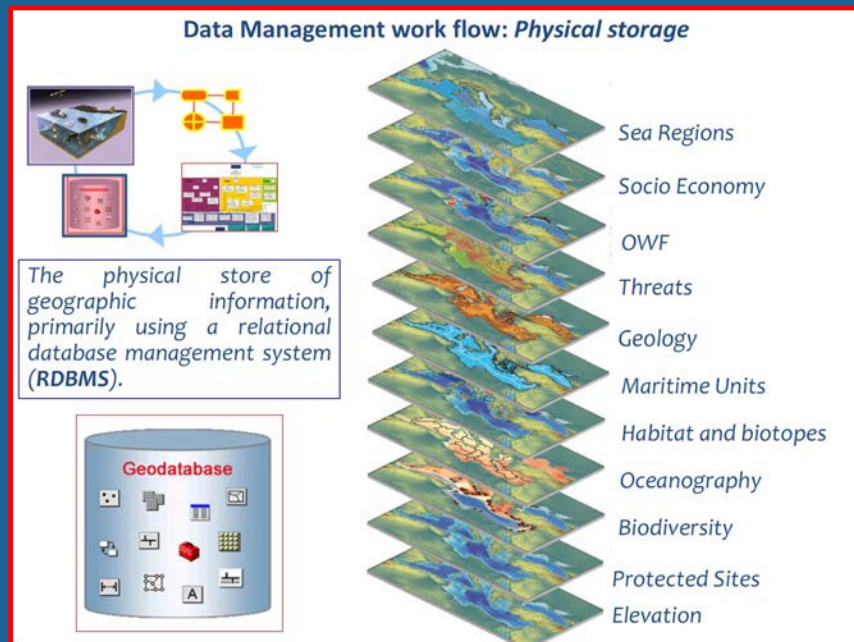 Data Management work flow: Physical storage
Geodatabase
The physical store of
geographic information,
primarily using a relational
database management system
(RDBMS).
Geodatabase
A
Sea Regions
Socio Economy
OWF
Threats
Geology
Maritime Units
Habitat and biotopes
Oceanography
Biodiversity
Protected Sites
Elevation